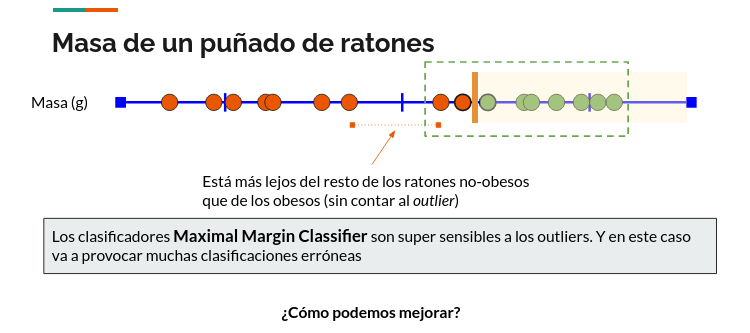 Masa de un puñado de ratones
Masa (g)
Está más lejos del resto de los ratones no-obesos
que de los obesos (sin contar al outlier)
Los clasificadores Maximal Margin Classifier son super sensibles a los outliers. Y en este caso
va a provocar muchas clasificaciones erróneas
¿Cómo podemos mejorar?